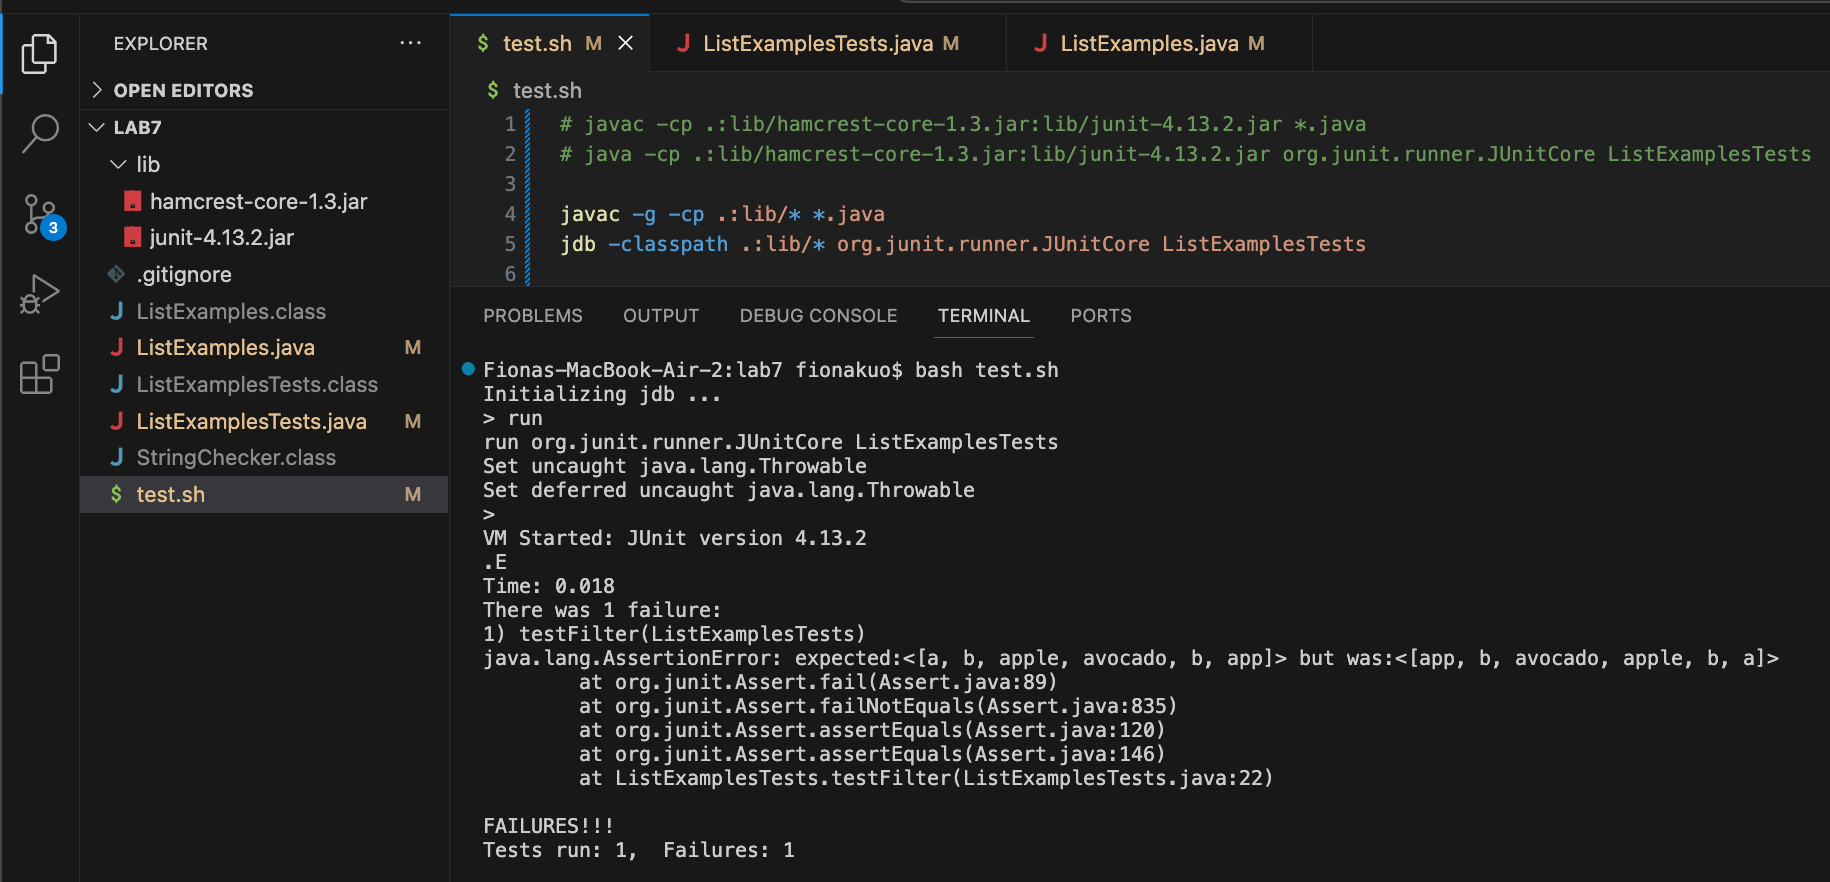 EXPLORER
···
OPEN EDITORS
LAB7
lib
hamcrest-core-1.3.jar
junit-4.13.2.jar
.gitignore
ListExamples.class
ListExamples.java M
ListExamplesTests.class
ListExamplesTests.java M
StringChecker.class
$ test.sh M
3
$ test.sh M
ListExamplesTests.java M
ListExamples.java M
$ test.sh
1 # javac -cp .:lib/hamcrest-core-1.3.jar:lib/junit-4.13.2.jar *.java
2 # java -cp .:lib/hamcrest-core-1.3.jar:lib/junit-4.13.2.jar org.junit.runner.JUnitCore ListExamplesTests
3
4 javac -g -cp .:lib/* *.java
5 jdb -classpath .:lib/* org.junit.runner.JUnitCore ListExamplesTests
6
PROBLEMS OUTPUT DEBUG CONSOLE TERMINAL PORTS
Fionas-MacBook-Air-2:lab7 fionakuo$ bash test.sh
Initializing jdb ...
> run
run org.junit.runner.JUnitCore ListExamplesTests
Set uncaught java.lang.Throwable
Set deferred uncaught java.lang.Throwable
>
VM Started: JUnit version 4.13.2
.E
Time: 0.018
There was 1 failure:
1) testFilter(ListExamplesTests)
java.lang.AssertionError: expected:<[a, b, apple, avocado, b, app]> but was:<[app, b, avocado, apple, b, a]>
at org.junit.Assert.fail(Assert.java:89)
at org.junit.Assert.failNotEquals(Assert.java:835)
at org.junit.Assert.assertEquals(Assert.java:120)
at org.junit.Assert.assertEquals(Assert.java:146)
at ListExamplesTests.testFilter(ListExamplesTests.java:22)
FAILURES!!!
Tests run: 1,  Failures: 1